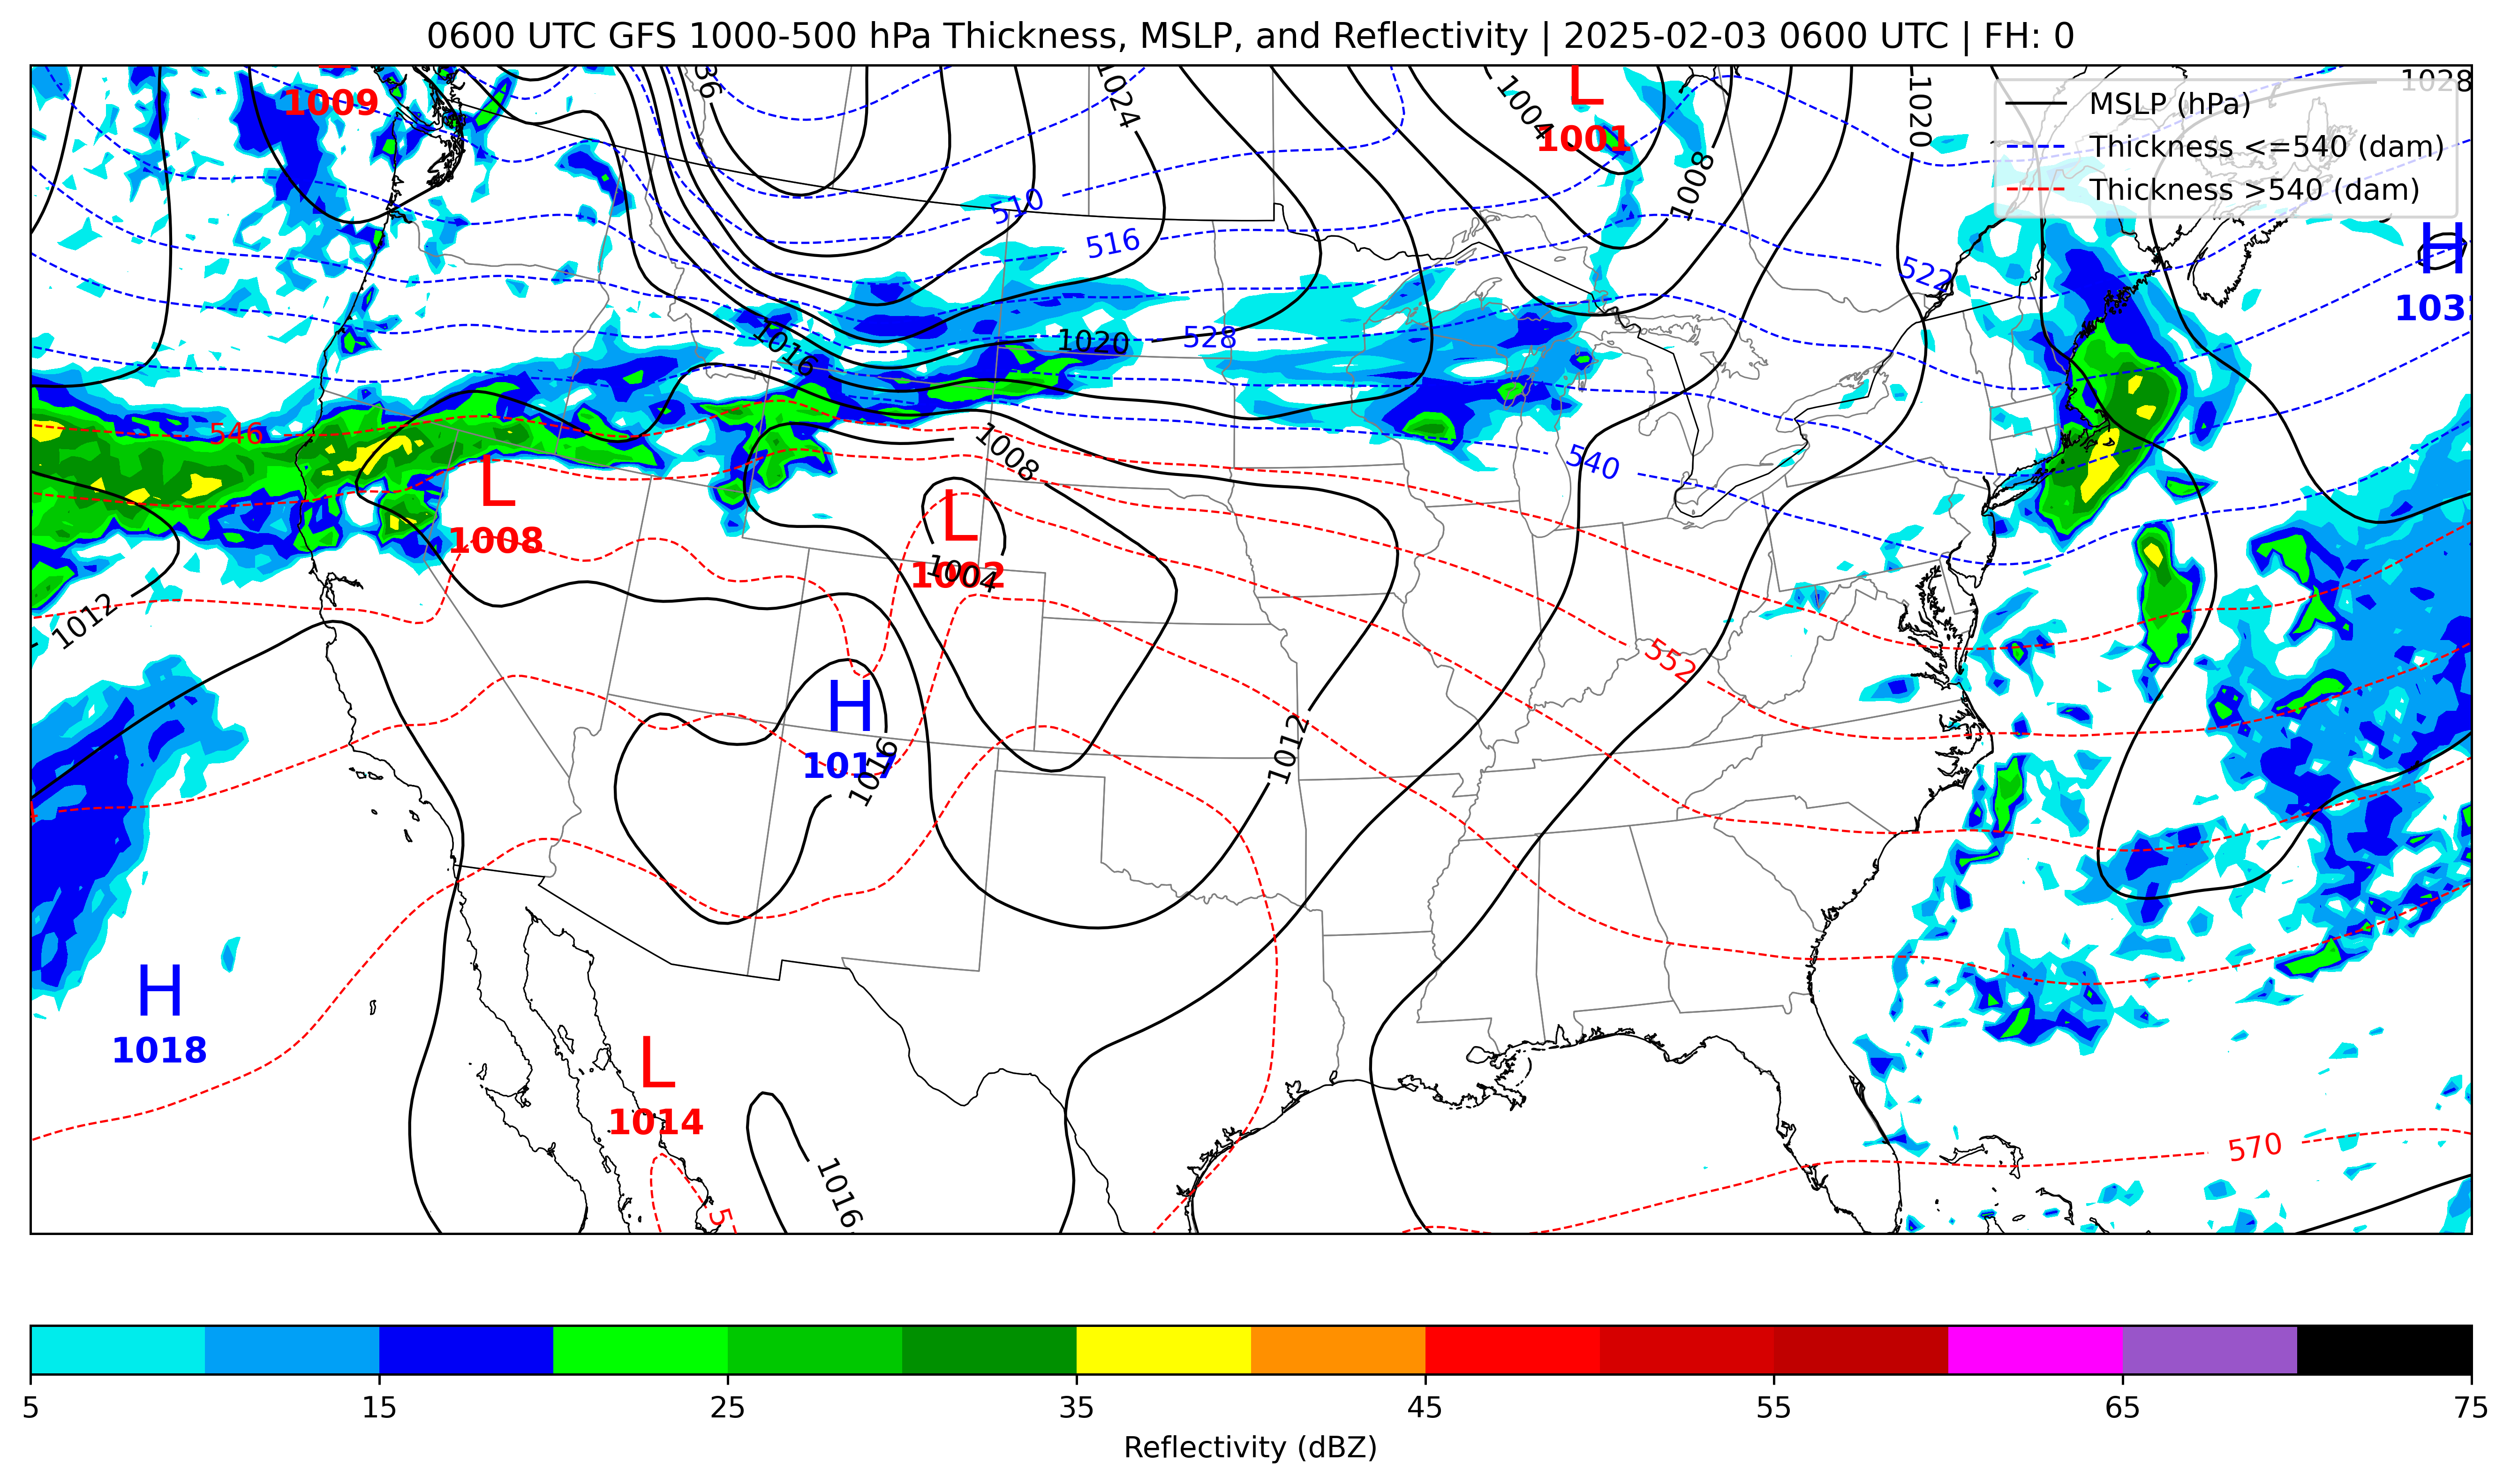 0600 UTC GFS 1000-500 hPa Thickness, MSLP, and Reflectivity | 2025-02-03 0600 UTC | FH: 0
MSLP (hPa)
Thickness <=540 (dam)
Thickness >540 (dam)
1028
1009
36
1024
L
1004
1001
1020
1008
510
516
522
H
1016
1020
528
546
1008
540
L
1008
L
1004
1002
1012
552
H
1017
1016
1012
H
1018
L
1014
1016
570
5 15 25 35 45 55 65 75
Reflectivity (dBZ)